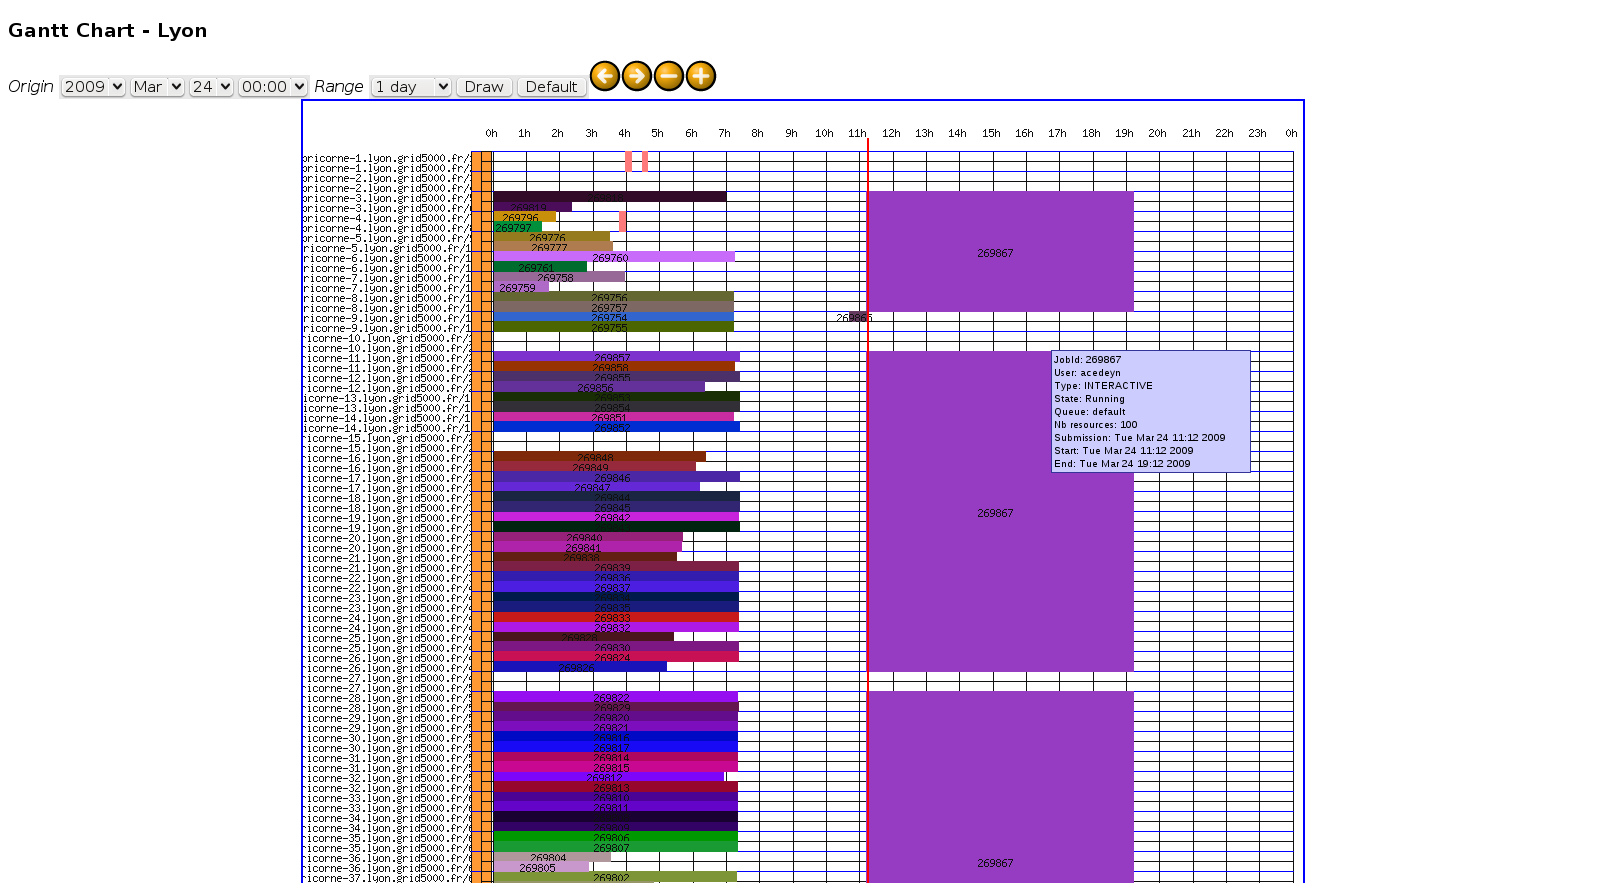 Gantt Chart - Lyon
Origin 2009 Mar 24 00:00 Range 1 day Draw Default
0h 1h 2h 3h 4h 5h 6h 7h 8h 9h 10h 11h 12h 13h 14h 15h 16h 17h 18h 19h 20h 21h 22h 23h 0h
pricorne-1.lyon.grid5000.fr/
pricorne-1.lyon.grid5000.fr/
pricorne-2.lyon.grid5000.fr/
pricorne-2.lyon.grid5000.fr/
pricorne-3.lyon.grid5000.fr/
pricorne-3.lyon.grid5000.fr/ 269819
pricorne-4.lyon.grid5000.fr/ 269796
pricorne-4.lyon.grid5000.fr/ 269797
pricorne-5.lyon.grid5000.fr/ 269776
pricorne-5.lyon.grid5000.fr/1 269777 269867
pricorne-6.lyon.grid5000.fr/1 269760
pricorne-6.lyon.grid5000.fr/1 269761
pricorne-7.lyon.grid5000.fr/1 269758
pricorne-7.lyon.grid5000.fr/1 269759
pricorne-8.lyon.grid5000.fr/1 269756
pricorne-8.lyon.grid5000.fr/1 269757
pricorne-9.lyon.grid5000.fr/1 269754
pricorne-9.lyon.grid5000.fr/1 269755
ricorne-10.lyon.grid5000.fr/
ricorne-10.lyon.grid5000.fr/
ricorne-11.lyon.grid5000.fr/ 269857
ricorne-11.lyon.grid5000.fr/ 269858
ricorne-12.lyon.grid5000.fr/ 269855
ricorne-12.lyon.grid5000.fr/ 269856
ricorne-13.lyon.grid5000.fr/1 269853
ricorne-13.lyon.grid5000.fr/1 269854
ricorne-14.lyon.grid5000.fr/1 269851
ricorne-14.lyon.grid5000.fr/1 269852
JobId: 269867
User: acedeyn
Type: INTERACTIVE
State: Running
Queue: default
Nb resources: 100
Submission: Tue Mar 24 11:12 2009
Start: Tue Mar 24 11:12 2009
End: Tue Mar 24 19:12 2009
ricorne-15.lyon.grid5000.fr/
ricorne-15.lyon.grid5000.fr/
ricorne-16.lyon.grid5000.fr/ 269848
ricorne-16.lyon.grid5000.fr/ 269849
ricorne-17.lyon.grid5000.fr/ 269846
ricorne-17.lyon.grid5000.fr/ 269847
ricorne-18.lyon.grid5000.fr/ 269844
ricorne-18.lyon.grid5000.fr/ 269845
ricorne-19.lyon.grid5000.fr/ 269842 269867
ricorne-19.lyon.grid5000.fr/
ricorne-20.lyon.grid5000.fr/ 269840
ricorne-20.lyon.grid5000.fr/ 269841
ricorne-21.lyon.grid5000.fr/ 269838
ricorne-21.lyon.grid5000.fr/ 269839
ricorne-22.lyon.grid5000.fr/ 269836
ricorne-22.lyon.grid5000.fr/ 269837
ricorne-23.lyon.grid5000.fr/
ricorne-23.lyon.grid5000.fr/ 269835
ricorne-24.lyon.grid5000.fr/ 269833
ricorne-24.lyon.grid5000.fr/ 269832
ricorne-25.lyon.grid5000.fr/ 269828
ricorne-25.lyon.grid5000.fr/ 269830
ricorne-26.lyon.grid5000.fr/ 269824
ricorne-26.lyon.grid5000.fr/ 269826
ricorne-27.lyon.grid5000.fr/
ricorne-27.lyon.grid5000.fr/
ricorne-28.lyon.grid5000.fr/ 269822
ricorne-28.lyon.grid5000.fr/ 269829
ricorne-29.lyon.grid5000.fr/ 269820
ricorne-29.lyon.grid5000.fr/ 269821
ricorne-30.lyon.grid5000.fr/ 269816
ricorne-30.lyon.grid5000.fr/ 269817
ricorne-31.lyon.grid5000.fr/ 269814
ricorne-31.lyon.grid5000.fr/ 269815
ricorne-32.lyon.grid5000.fr/ 269812
ricorne-32.lyon.grid5000.fr/ 269813
ricorne-33.lyon.grid5000.fr/ 269810
ricorne-33.lyon.grid5000.fr/ 269811
ricorne-34.lyon.grid5000.fr/
ricorne-34.lyon.grid5000.fr/ 269809
ricorne-35.lyon.grid5000.fr/ 269806
ricorne-35.lyon.grid5000.fr/ 269807
ricorne-36.lyon.grid5000.fr/ 269804
ricorne-36.lyon.grid5000.fr/ 269805 269867
ricorne-37.lyon.grid5000.fr/ 269802